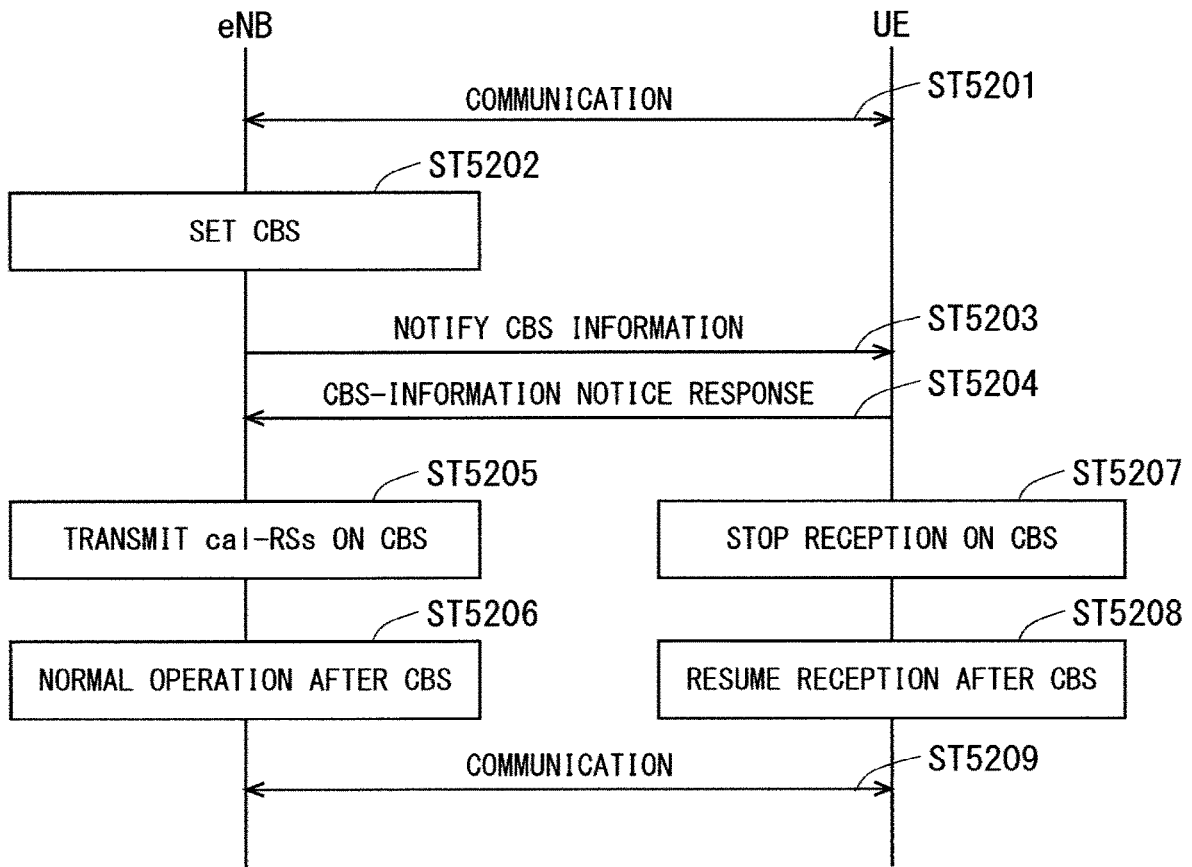 eNB
UE
COMMUNICATION
ST5201
ST5202
SET CBS
NOTIFY CBS INFORMATION
ST5203
CBS-INFORMATION NOTICE RESPONSE
ST5204
ST5205
ST5207
TRANSMIT cal-RSs ON CBS
STOP RECEPTION ON CBS
ST5206
ST5208
NORMAL OPERATION AFTER CBS
RESUME RECEPTION AFTER CBS
COMMUNICATION
ST5209